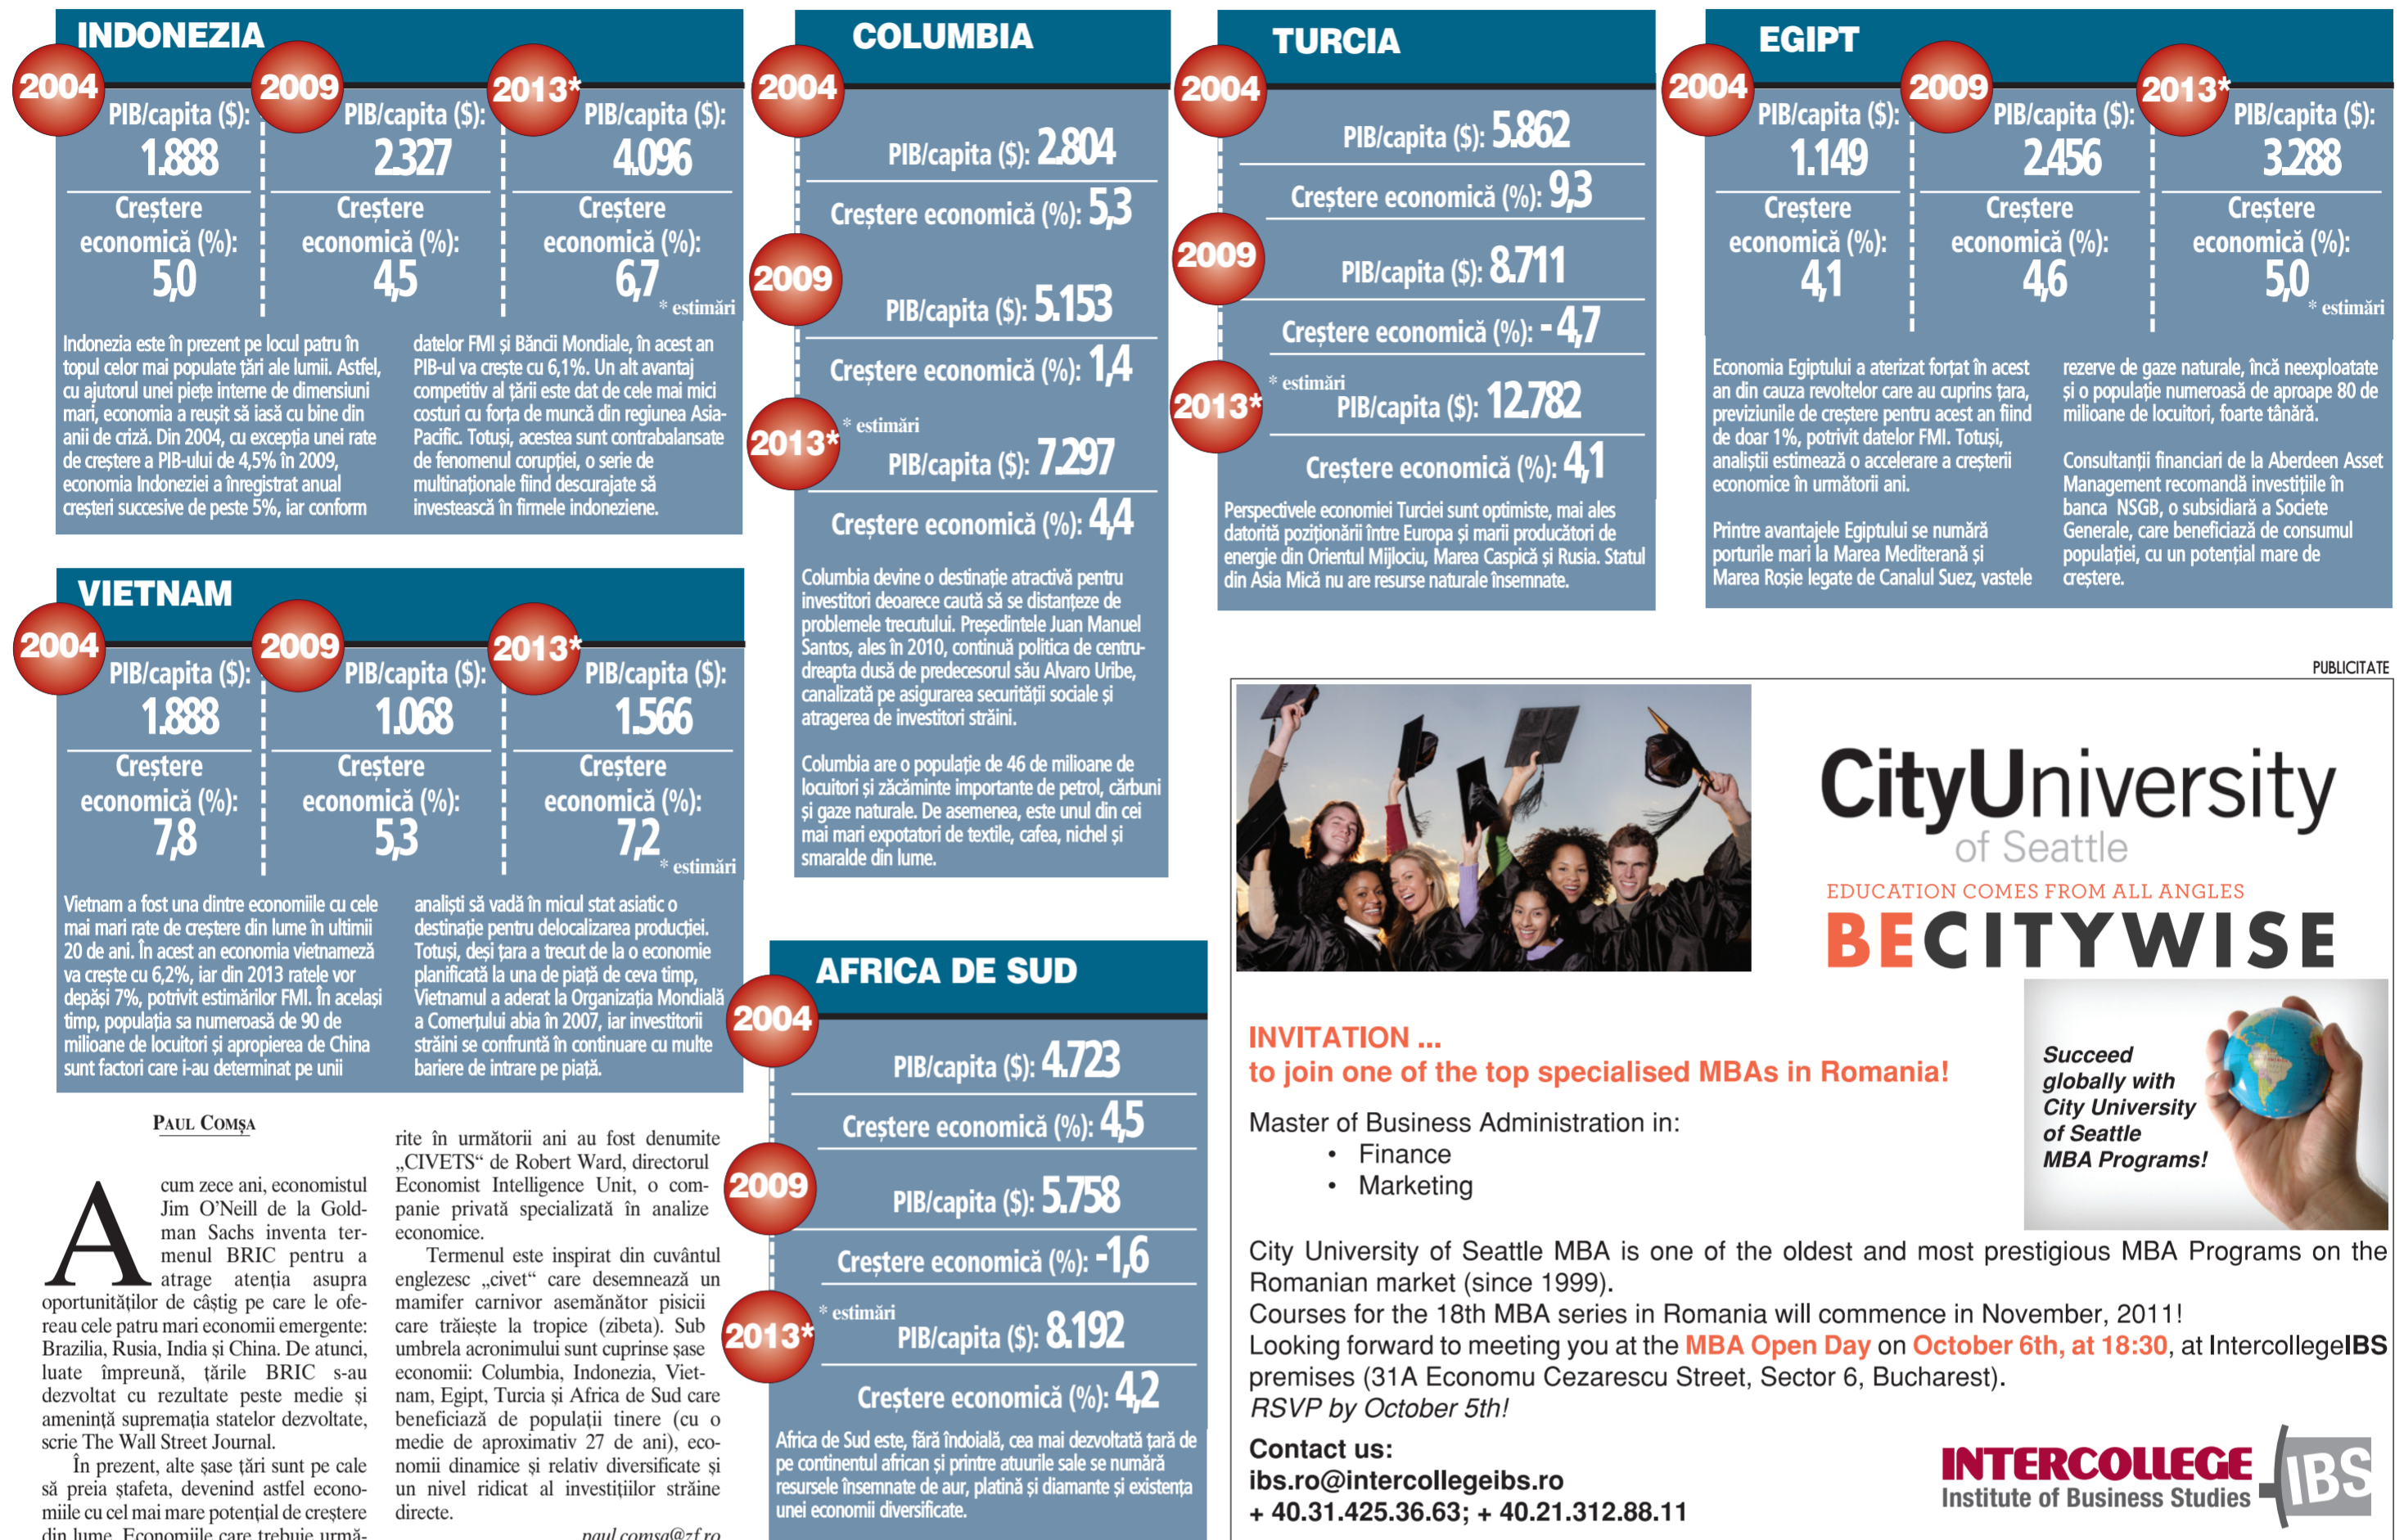 INDONEZIA
2004
PIB/capita ($):
1.888
Creștere
economică (%):
5,0
2009
PIB/capita ($):
2.327
Creștere
economică (%):
4,5
2013*
PIB/capita ($):
4.096
Creștere
economică (%):
6,7
* estimări
Indonezia este în prezent pe locul patru în
topul celor mai populate țări ale lumii. Astfel,
cu ajutorul unei piețe interne de dimensiuni
mari, economia a reușit să iasă cu bine din
anii de criză. Din 2004, cu excepția unei rate
de creștere a PIB-ului de 4,5% în 2009,
economia Indoneziei a înregistrat anual
creșteri succesive de peste 5%, iar conform
datelor FMI și Băncii Mondiale, în acest an
PIB-ul va crește cu 6,1%. Un alt avantaj
competitiv al țării este dat de cele mai mici
costuri cu forța de muncă din regiunea Asia-
Pacific. Totuși, acestea sunt contrabalansate
de fenomenul corupției, o serie de
multinaționale fiind descurajate să
investească în firmele indoneziene.
VIETNAM
2004
PIB/capita ($):
1.888
Creștere
economică (%):
7,8
2009
PIB/capita ($):
1.068
Creștere
economică (%):
5,3
2013*
PIB/capita ($):
1.566
Creștere
economică (%):
7,2
* estimări
Vietnam a fost una dintre economiile cu cele
mai mari rate de creștere din lume în ultimii
20 de ani. În acest an economia vietnameză
va crește cu 6,2%, iar din 2013 ratele vor
depăși 7%, potrivit estimărilor FMI. În același
timp, populația sa numeroasă de 90 de
milioane de locuitori și apropierea de China
sunt factori care i-au determinat pe unii
analiști să vadă în micul stat asiatic o
destinație pentru delocalizarea producției.
Totuși, deși țara a trecut de la o economie
planificată la una de piață de ceva timp,
Vietnamul a aderat la Organizația Mondială
a Comerțului abia în 2007, iar investitorii
străini se confruntă în continuare cu multe
bariere de intrare pe piață.
PAUL COMȘA
Acum zece ani, economistul
Jim O'Neill de la Gold-
man Sachs inventa ter-
menul BRIC pentru a
atrage atenția asupra
oportunităților de câștig pe care le ofe-
reau cele patru mari economii emergente:
Brazilia, Rusia, India și China. De atunci,
luate împreună, țările BRIC s-au
dezvoltat cu rezultate peste medie și
amenință supremația statelor dezvoltate,
scrie The Wall Street Journal.
În prezent, alte șase țări sunt pe cale
să preia ștafeta, devenind astfel econo-
miile cu cel mai mare potențial de creștere
din lume. Economiile care trebuie urmă-
rite în următorii ani au fost denumite
„CIVETS“ de Robert Ward, directorul
Economist Intelligence Unit, o com-
panie privată specializată în analize
economice.
Termenul este inspirat din cuvântul
englezesc „civet“ care desemnează un
mamifer carnivor asemănător pisicii
care trăiește la tropice (zibeta). Sub
umbrela acronimului sunt cuprinse șase
economii: Columbia, Indonezia, Viet-
nam, Egipt, Turcia și Africa de Sud care
beneficiază de populații tinere (cu o
medie de aproximativ 27 de ani), eco-
nomii dinamice și relativ diversificate și
un nivel ridicat al investițiilor străine
directe.
paul.comsa@zf.ro
COLUMBIA
2004
PIB/capita ($): 2.804
Creștere economică (%): 5,3
2009
PIB/capita ($): 5.153
Creștere economică (%): 1,4
2013*
* estimări
PIB/capita ($): 7.297
Creștere economică (%): 4,4
Columbia devine o destinație atractivă pentru
investitori deoarece caută să se distanțeze de
problemele trecutului. Președintele Juan Manuel
Santos, ales în 2010, continuă politica de centru-
dreapta dusă de predecesorul său Alvaro Uribe,
canalizată pe asigurarea securității sociale și
atragerea de investitori străini.
Columbia are o populație de 46 de milioane de
locuitori și zăcăminte importante de petrol, cărbuni
și gaze naturale. De asemenea, este unul din cei
mai mari expotatori de textile, cafea, nichel și
smaralde din lume.
AFRICA DE SUD
2004
PIB/capita ($): 4.723
Creștere economică (%): 4,5
2009
PIB/capita ($): 5.758
Creștere economică (%): -1,6
2013*
* estimări
PIB/capita ($): 8.192
Creștere economică (%): 4,2
Africa de Sud este, fără îndoială, cea mai dezvoltată țară de
pe continentul african și printre atuurile sale se numără
resursele însemnate de aur, platină și diamante și existența
unei economii diversificate.
TURCIA
2004
PIB/capita ($): 5.862
Creștere economică (%): 9,3
2009
PIB/capita ($): 8.711
Creștere economică (%): - 4,7
2013*
* estimări
PIB/capita ($): 12.782
Creștere economică (%): 4,1
Perspectivele economiei Turciei sunt optimiste, mai ales
datorită poziționării între Europa și marii producători de
energie din Orientul Mijlociu, Marea Caspică și Rusia. Statul
din Asia Mică nu are resurse naturale însemnate.
EGIPT
2004
PIB/capita ($):
1.149
Creștere
economică (%):
4,1
2009
PIB/capita ($):
2.456
Creștere
economică (%):
4,6
2013*
PIB/capita ($):
3.288
Creștere
economică (%):
5,0
* estimări
Economia Egiptului a aterizat forțat în acest
an din cauza revoltelor care au cuprins țara,
previziunile de creștere pentru acest an fiind
de doar 1%, potrivit datelor FMI. Totuși,
analiștii estimează o accelerare a creșterii
economice în următorii ani.
Printre avantajele Egiptului se numără
porturile mari la Marea Mediterană și
Marea Roșie legate de Canalul Suez, vastele
rezerve de gaze naturale, încă neexploatate
și o populație numeroasă de aproape 80 de
milioane de locuitori, foarte tânără.
Consultanții financiari de la Aberdeen Asset
Management recomandă investițiile în
banca NSGB, o subsidiară a Societe
Generale, care beneficiază de consumul
populației, cu un potențial mare de
creștere.
PUBLICITATE
CityUniversity
of Seattle
EDUCATION COMES FROM ALL ANGLES
BECITYWISE
Succeed
globally with
City University
of Seattle
MBA Programs!
INVITATION ...
to join one of the top specialised MBAs in Romania!
Master of Business Administration in:
• Finance
• Marketing
City University of Seattle MBA is one of the oldest and most prestigious MBA Programs on the
Romanian market (since 1999).
Courses for the 18th MBA series in Romania will commence in November, 2011!
Looking forward to meeting you at the MBA Open Day on October 6th, at 18:30, at IntercollegeIBS
premises (31A Economu Cezarescu Street, Sector 6, Bucharest).
RSVP by October 5th!
Contact us:
ibs.ro@intercollegeibs.ro
+ 40.31.425.36.63; + 40.21.312.88.11
INTERCOLLEGE
Institute of Business Studies
IBS